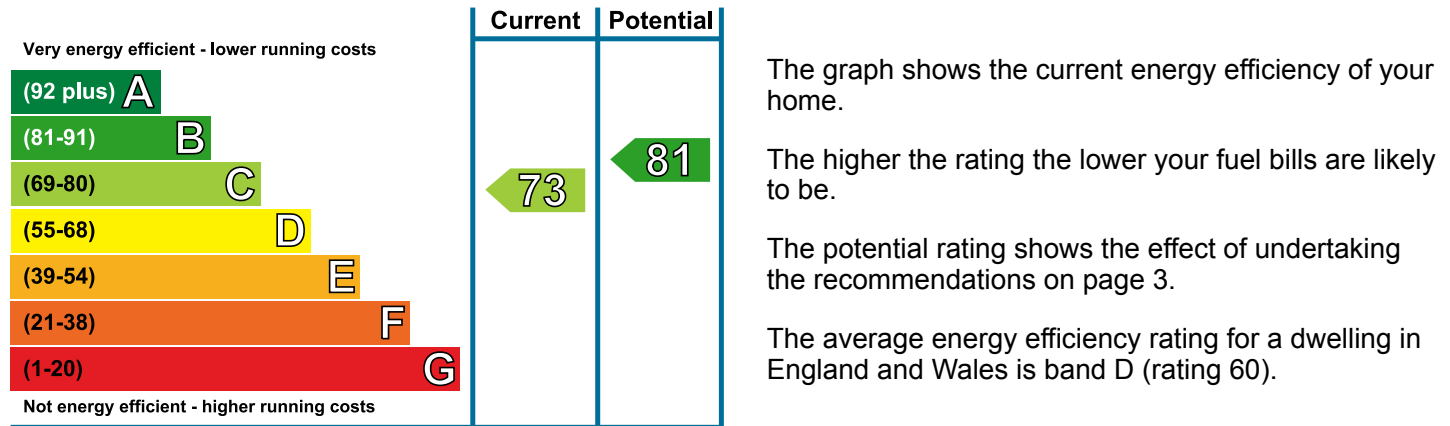 Current Potential
Very energy efficient - lower running costs
(92 plus) A
(81-91) B
(69-80) C
(55-68) D
(39-54) E
(21-38) F
(1-20) G
Not energy efficient - higher running costs
73
81
The graph shows the current energy efficiency of your
home.
The higher the rating the lower your fuel bills are likely
to be.
The potential rating shows the effect of undertaking
the recommendations on page 3.
The average energy efficiency rating for a dwelling in
England and Wales is band D (rating 60).